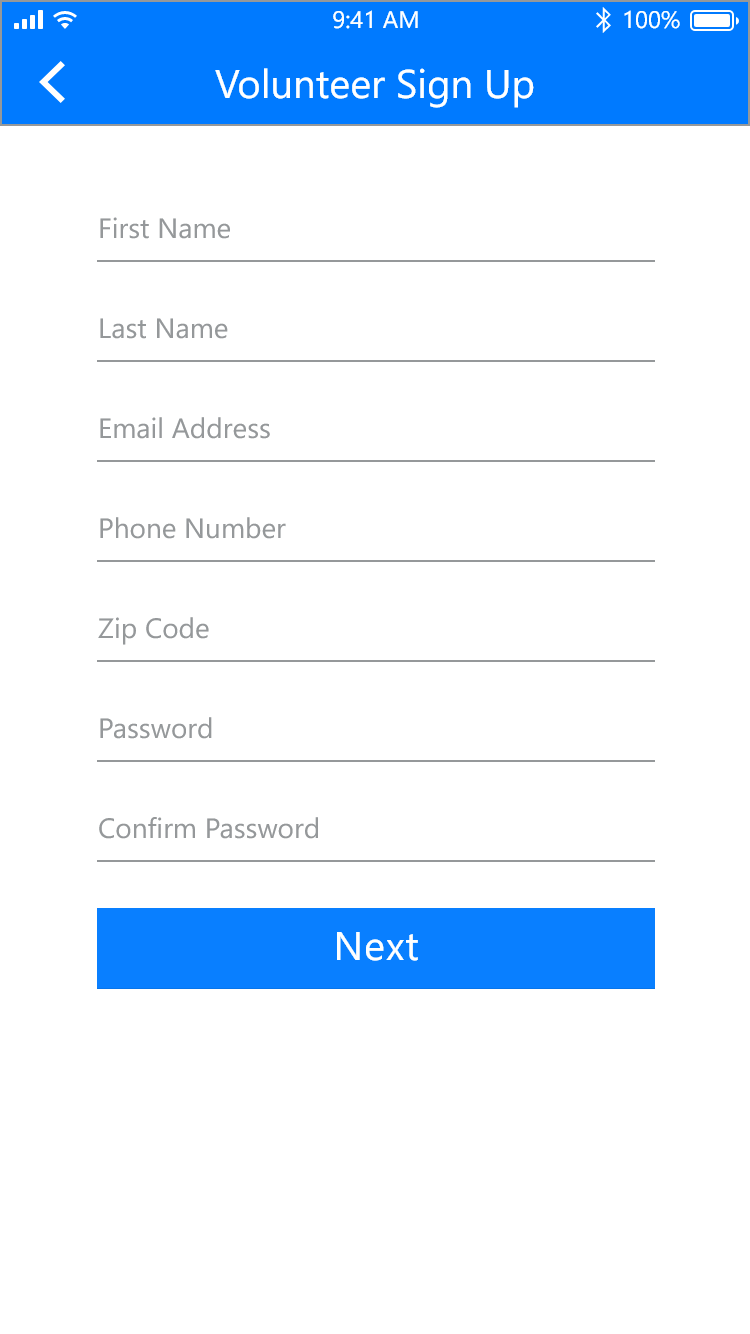 9:41 AM
100%
Volunteer Sign Up
First Name
Last Name
Email Address
Phone Number
Zip Code
Password
Confirm Password
Next